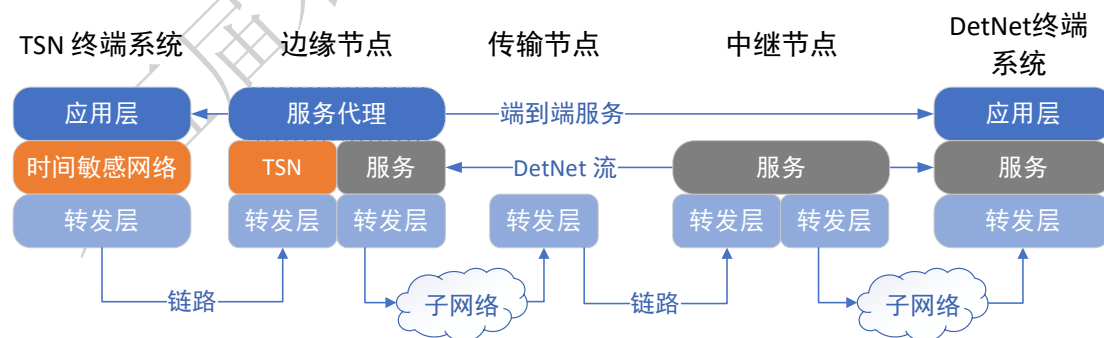 TSN 终端系统
边缘节点
传输节点
中继节点
DetNet终端
系统
应用层
服务代理
端到端服务
应用层
时间敏感网络
TSN
服务
DetNet 流
服务
服务
转发层
转发层
转发层
转发层
转发层
转发层
转发层
链路
子网络
链路
子网络